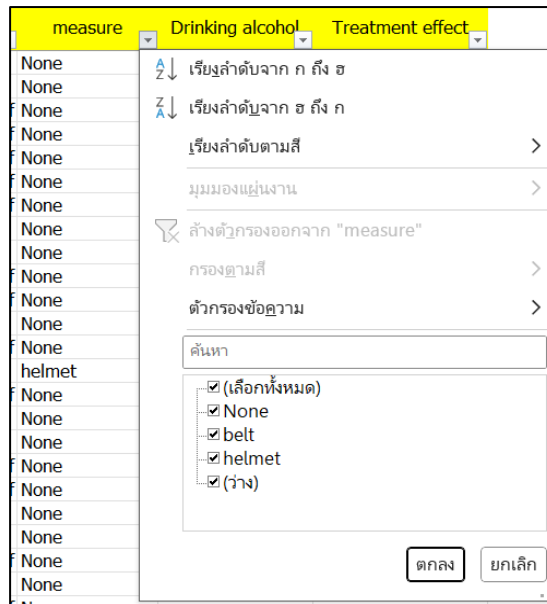 measure Drinking alcohol Treatment effect
None
None
f None
f None
f None
f None
f None
None
None
f None
f None
None
f None
helmet
f None
None
None
f None
f None
None
None
f None
None
เรียงลำดับจาก ก ถึง ฮ
เรียงลำดับจาก ฮ ถึง ก
เรียงลำดับตามสี
มุมมองแผ่นงาน
ล้างตัวกรองออกจาก "measure"
กรองตามสี
ตัวกรองข้อความ
ค้นหา
(เลือกทั้งหมด)
None
belt
helmet
(ว่าง)
ตกลง ยกเลิก